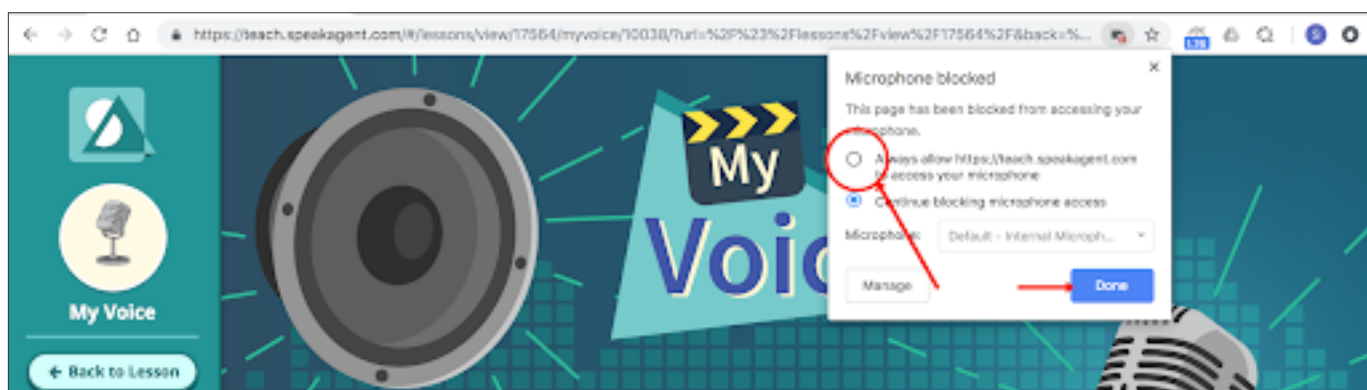 https://teach.speakagent.com/#/lessons/view/17564/myvoice/10038/?url=%2F%23%2Flessons%2Fview%2F17564%2F&back=%...
Microphone blocked
This page has been blocked from accessing your
microphone.
Always allow https://teach.speakagent.com
to access your microphone
Continue blocking microphone access
Microphone: Default - Internal Microph...
Manage
Done
My
Voic
My Voice
← Back to Lesson